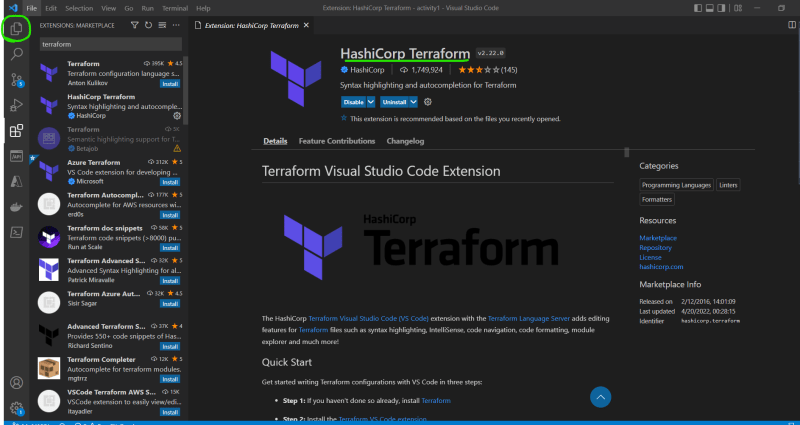 File Edit Selection View Go Run Terminal Help
Extension: HashiCorp Terraform - activity1 - Visual Studio Code
EXTENSIONS: MARKETPLACE
terraform
Terraform 395K 4.5
Terraform configuration language s...
Anton Kulikov Install
HashiCorp Terraform
Syntax highlighting and autocomple...
HashiCorp
Terraform
Semantic highlighting support for T...
Betajob
Azure Terraform 312K 5
VS Code extension for developing ...
Microsoft Install
Terraform Autocompl... 177K 5
Autocomplete for AWS resources wi...
erd0s Install
Terraform doc snippets 58K 5
Terraform code snippets (>8000) pu...
Run at Scale Install
Terraform Advanced S... 36K 5
Advanced Syntax Highlighting for al...
Patrick Miravalle Install
Terraform Azure Aut... 32K 4.5
Sisir Sagar Install
Advanced Terraform S... 37K 4
Provides 550+ code snippets of Has...
Richard Sentino Install
Terraform Completer 12K 5
Autocomplete for terraform modules.
mgtrrz Install
VSCode Terraform AWS S... 15K
VSCode extension to easily view/edi...
itayadler Install
Extension: HashiCorp Terraform
HashiCorp Terraform v2.22.0
HashiCorp 1,749,924 (145)
Syntax highlighting and autocompletion for Terraform
Disable Uninstall
This extension is recommended based on the files you recently opened.
Details Feature Contributions Changelog
Terraform Visual Studio Code Extension
HashiCorp
Terraform
The HashiCorp Terraform Visual Studio Code (VS Code) extension with the Terraform Language Server adds editing
features for Terraform files such as syntax highlighting, IntelliSense, code navigation, code formatting, module
explorer and much more!
Quick Start
Get started writing Terraform configurations with VS Code in three steps:
• Step 1: If you haven't done so already, install Terraform
• Step 2: Install the Terraform VS Code extension
Categories
Programming Languages Linters
Formatters
Resources
Marketplace
Repository
License
hashicorp.com
Marketplace Info
Released on 2/12/2016, 14:01:09
Last updated 4/20/2022, 00:28:15
Identifier hashicorp.terraform